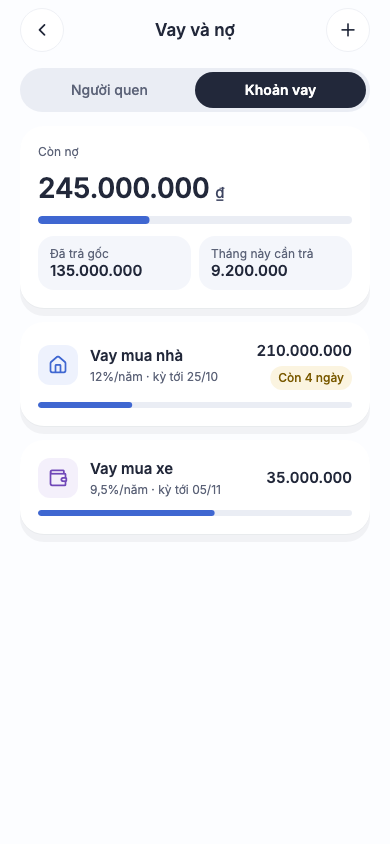 Vay và nợ
Người quen
Khoản vay
Còn nợ
245.000.000 ₫
Đã trả gốc
135.000.000
Tháng này cần trả
9.200.000
Vay mua nhà
12%/năm · kỳ tới 25/10
210.000.000
Còn 4 ngày
Vay mua xe
9,5%/năm · kỳ tới 05/11
35.000.000